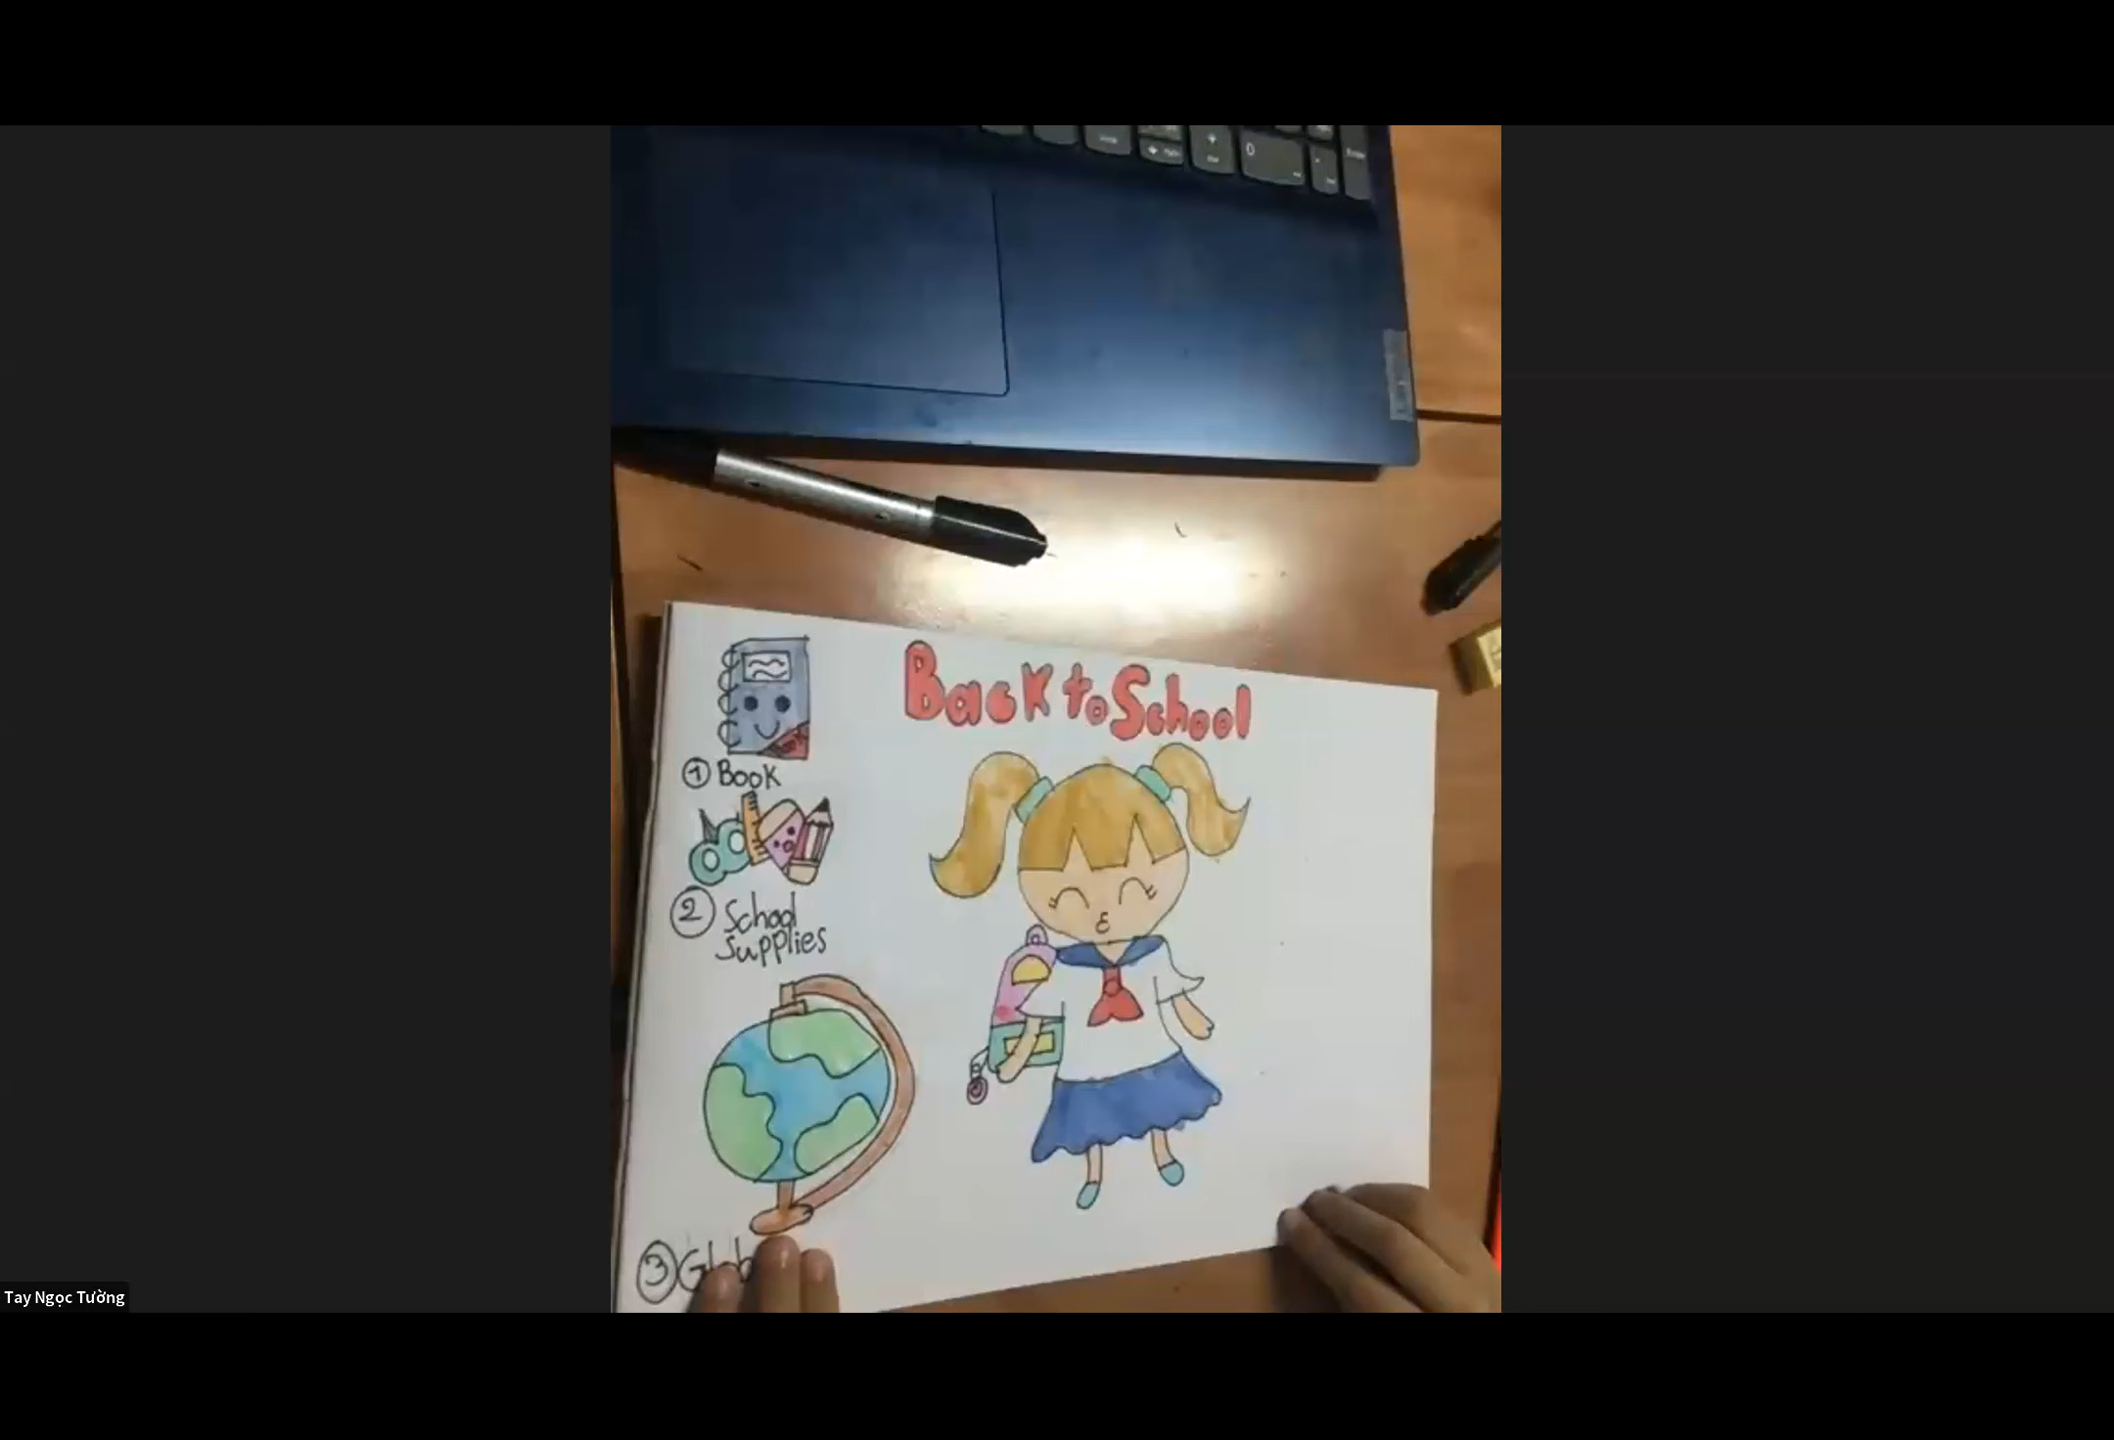 Back to School
① Book
② School
Supplies
Tay Ngọc Tường